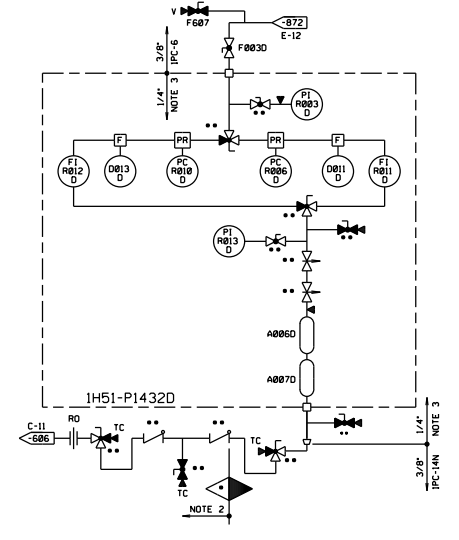 V
F607
-872
E-12
3/8"
1PC-6
F003D
1/4"
NOTE 3
PI
R003
D
F
PR
PR
F
FI
R012
D
D013
D
PC
R010
D
PC
R006
D
D011
D
FI
R011
D
PI
R013
D
A006D
A007D
1H51-P1432D
C-11
-606
RO
TC
TC
TC
1/4"
NOTE 3
3/8"
1PC-14N
NOTE 2